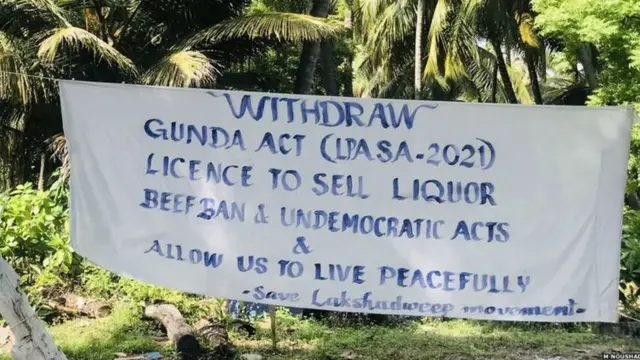 WITHDRAW
GUNDA ACT (LPASA-2021)
LICENCE TO SELL LIQUOR
BEEF BAN & UNDEMOCRATIC ACTS
&
ALLOW US TO LIVE PEACEFULLY
-Save Lakshadweep movement-
M NOUSHAD